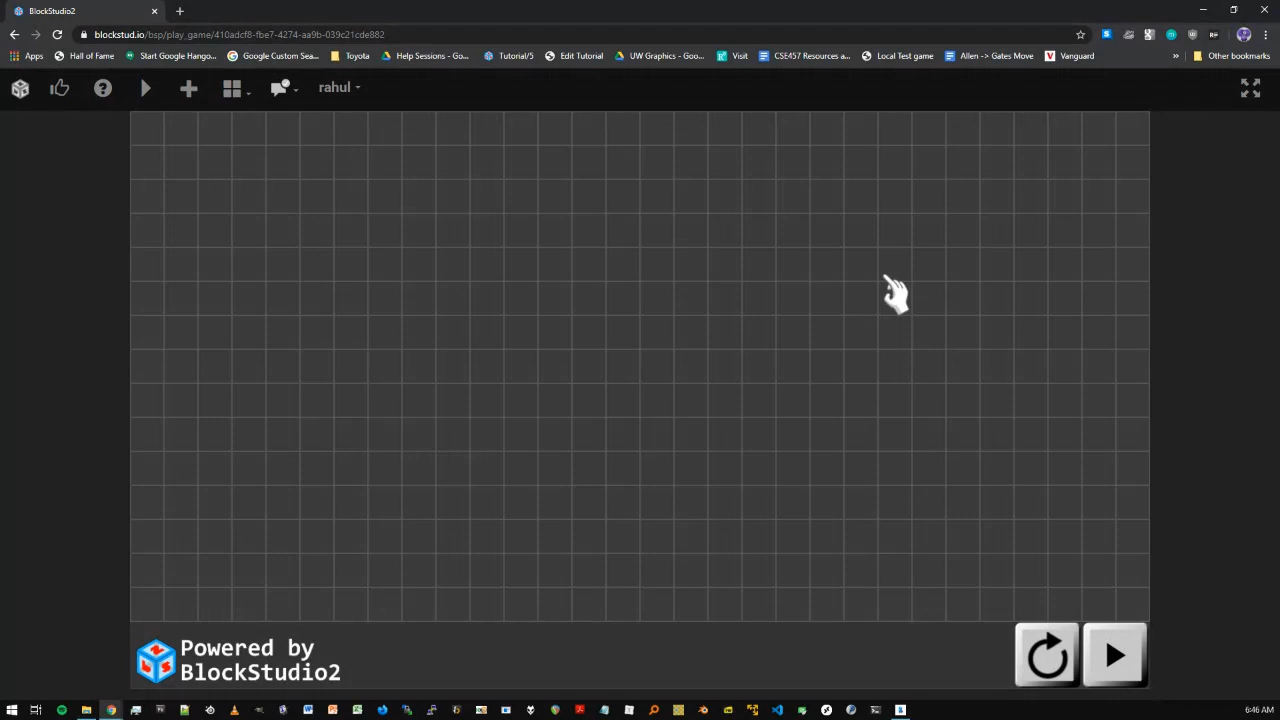 BlockStudio2
blockstud.io/bsp/play_game/410adcf8-fbe7-4274-aa9b-039c21cde882
Apps Hall of Fame Start Google Hango... Google Custom Sea... Toyota Help Sessions - Go... Tutorial/5 Edit Tutorial UW Graphics - Goo... Visit CSE457 Resources a... Local Test game Allen -> Gates Move Vanguard » Other bookmarks
rahul
Powered by
BlockStudio2
6:46 AM